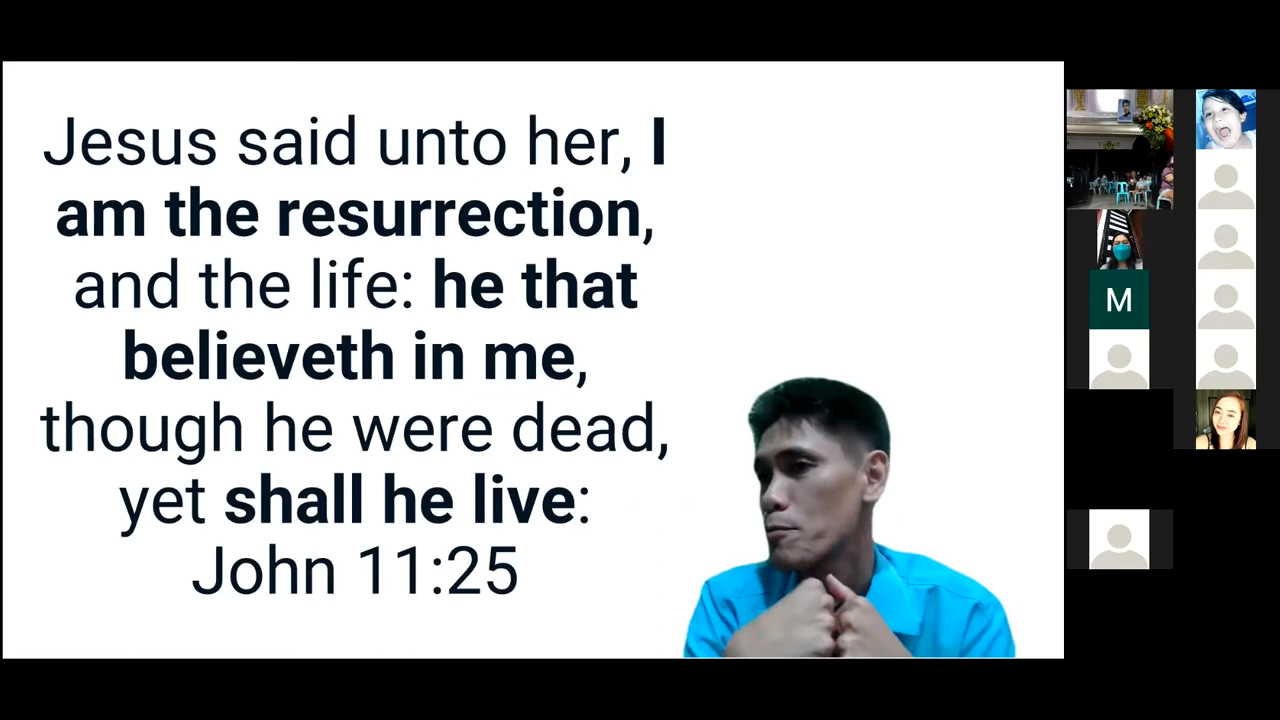 Jesus said unto her, I
am the resurrection,
and the life: he that
believeth in me,
though he were dead,
yet shall he live:
John 11:25
M